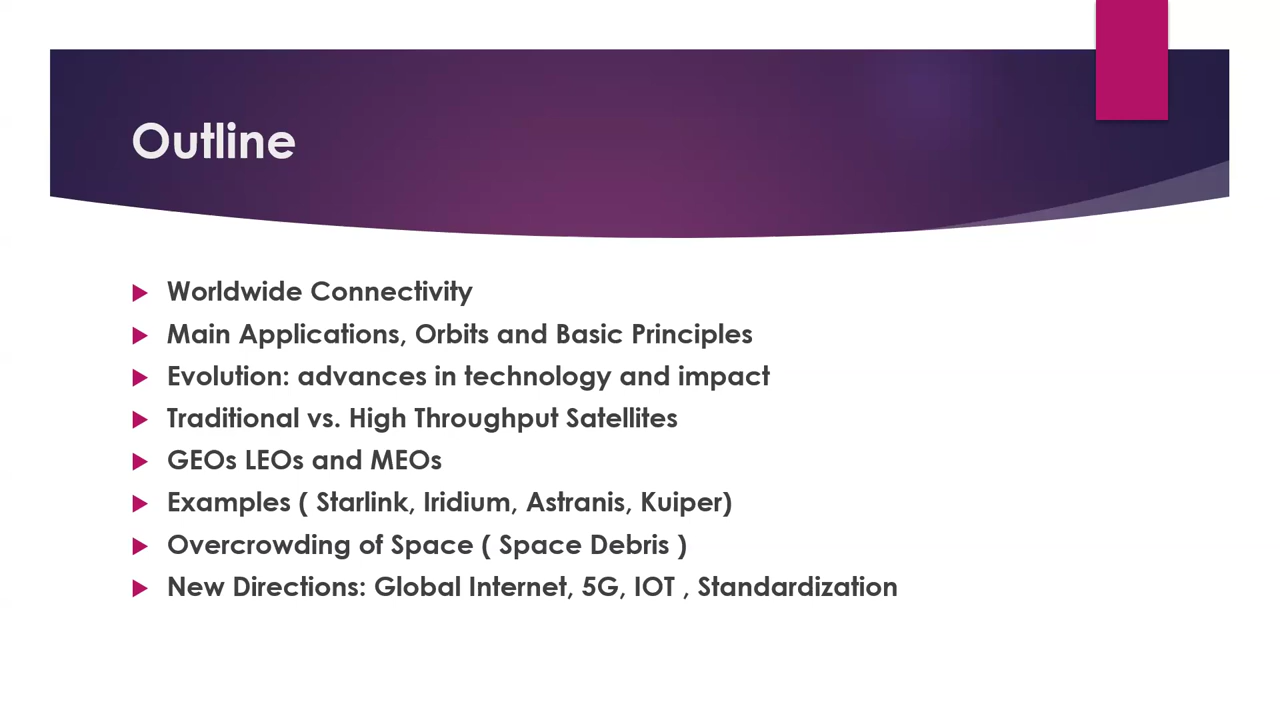 Outline
Worldwide Connectivity
Main Applications, Orbits and Basic Principles
Evolution: advances in technology and impact
Traditional vs. High Throughput Satellites
GEOs LEOs and MEOs
Examples ( Starlink, Iridium, Astranis, Kuiper)
Overcrowding of Space ( Space Debris )
New Directions: Global Internet, 5G, IOT , Standardization